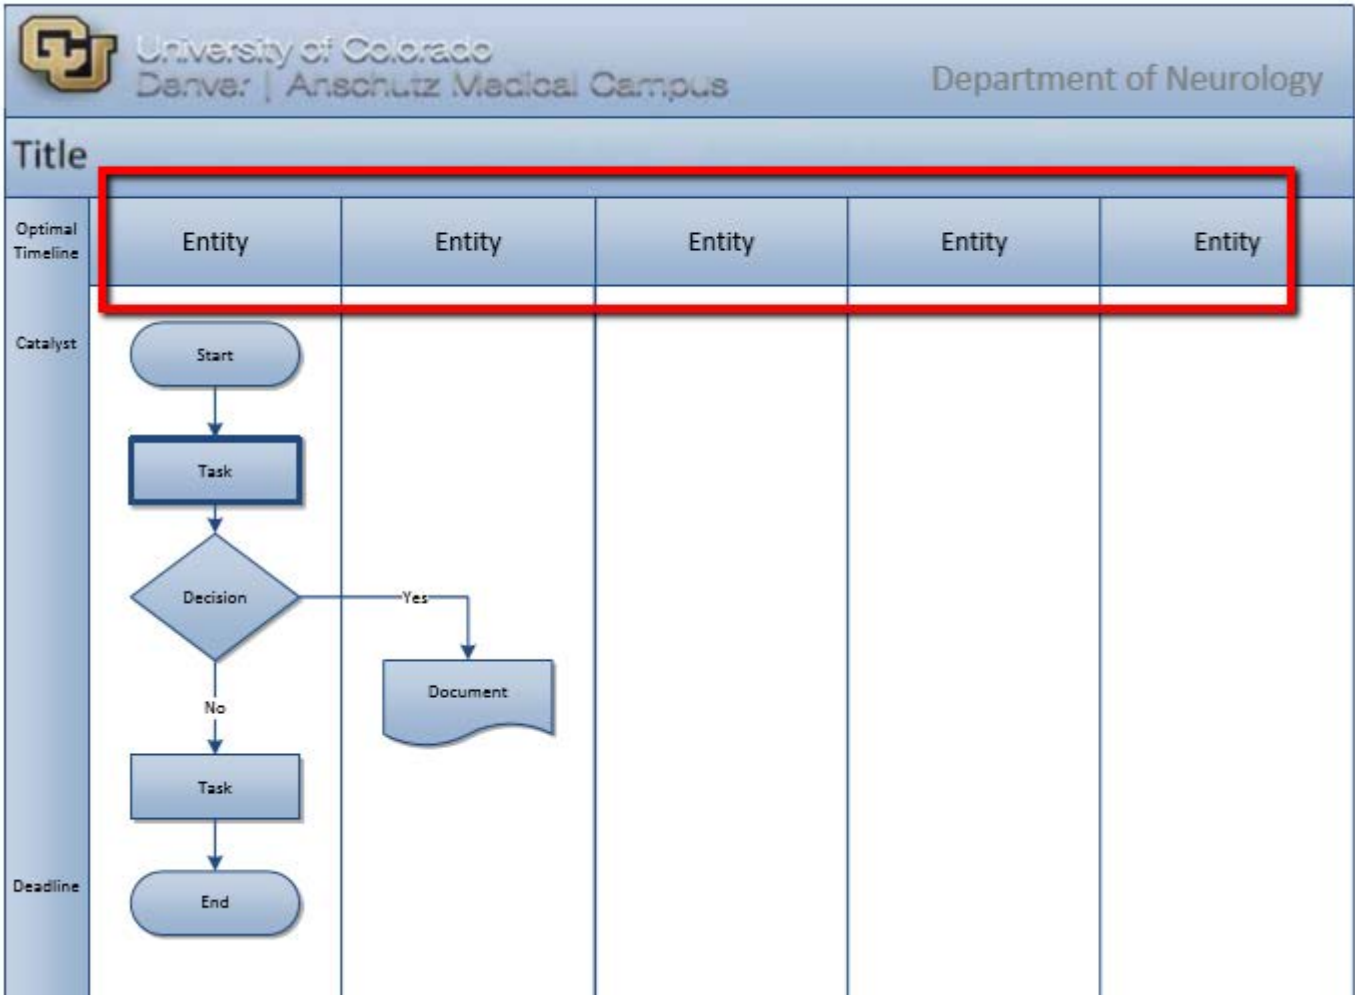 CU
University of Colorado
Denver | Anschutz Medical Campus
Department of Neurology
Title
Optimal
Timeline
Entity
Entity
Entity
Entity
Entity
Catalyst
Start
Task
Decision
Yes
Document
No
Task
Deadline
End